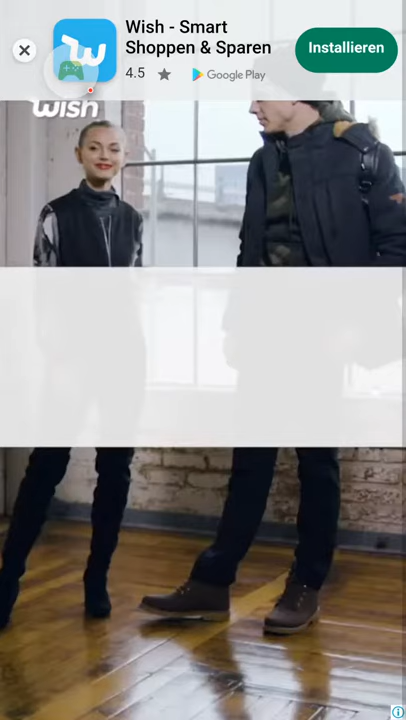 Wish - Smart
Shoppen & Sparen
4.5
Google Play
Installieren
wish